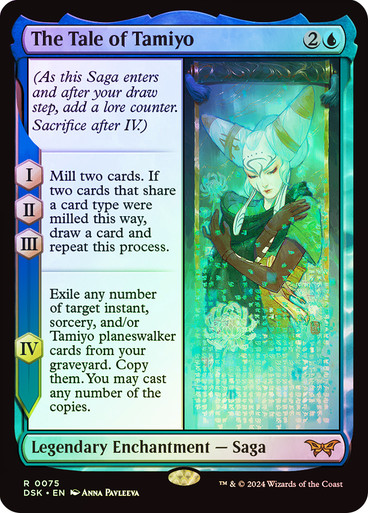 The Tale of Tamiyo 2
(As this Saga enters
and after your draw
step, add a lore counter.
Sacrifice after IV.)
I
II
III
Mill two cards. If
two cards that share
a card type were
milled this way,
draw a card and
repeat this process.
IV
Exile any number
of target instant,
sorcery, and/or
Tamiyo planeswalker
cards from your
graveyard. Copy
them. You may cast
any number of the
copies.
Legendary Enchantment — Saga
R 0075
DSK • EN ANNA PAVLEEVA
™ & © 2024 Wizards of the Coast